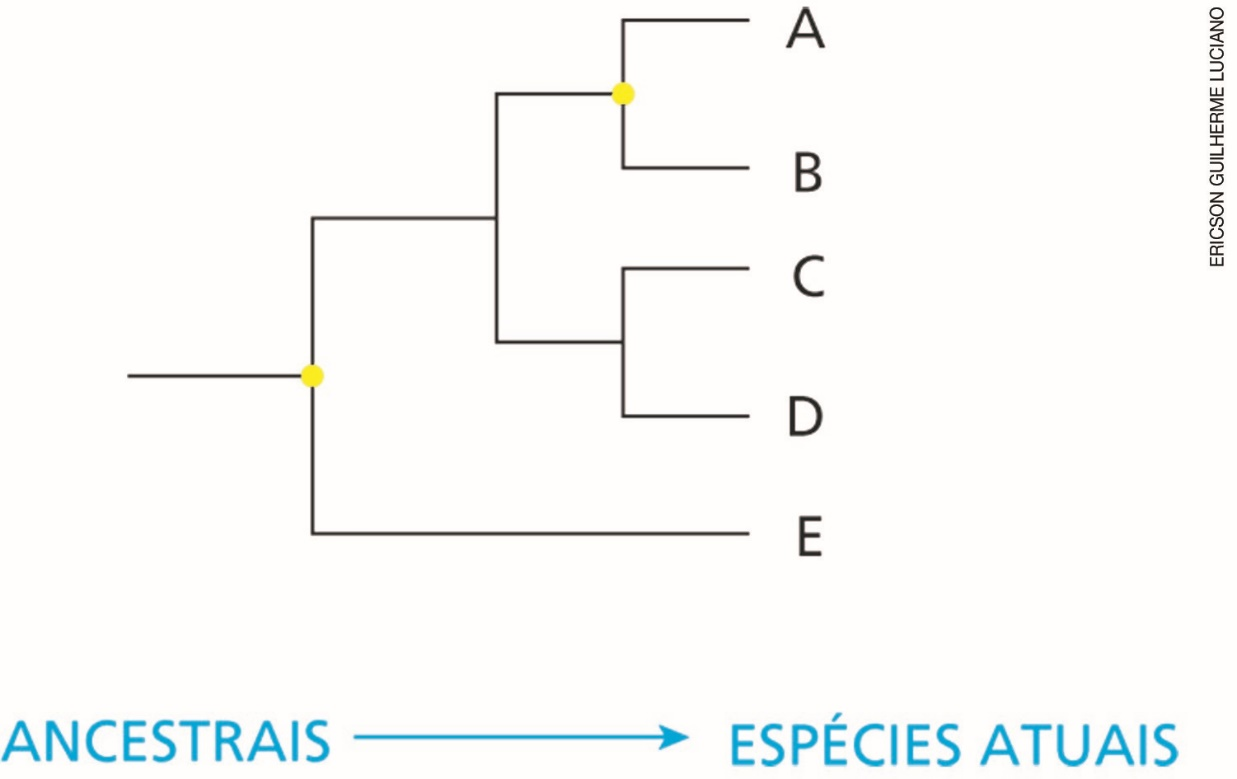 A
B
C
D
E
ANCESTRAIS
ESPÉCIES ATUAIS
ERICSON GUILHERME LUCIANO